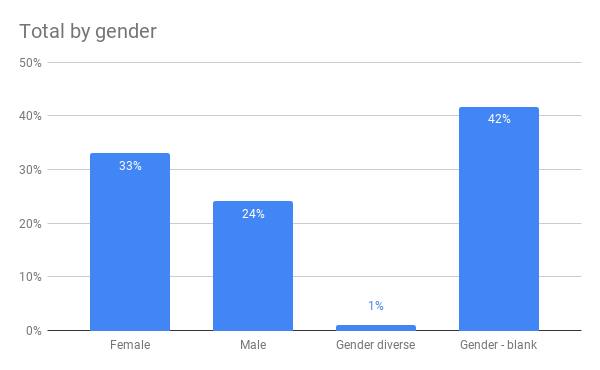 Total by gender
50%
40%
30%
20%
10%
0%
33%
24%
1%
42%
Female
Male
Gender diverse
Gender - blank